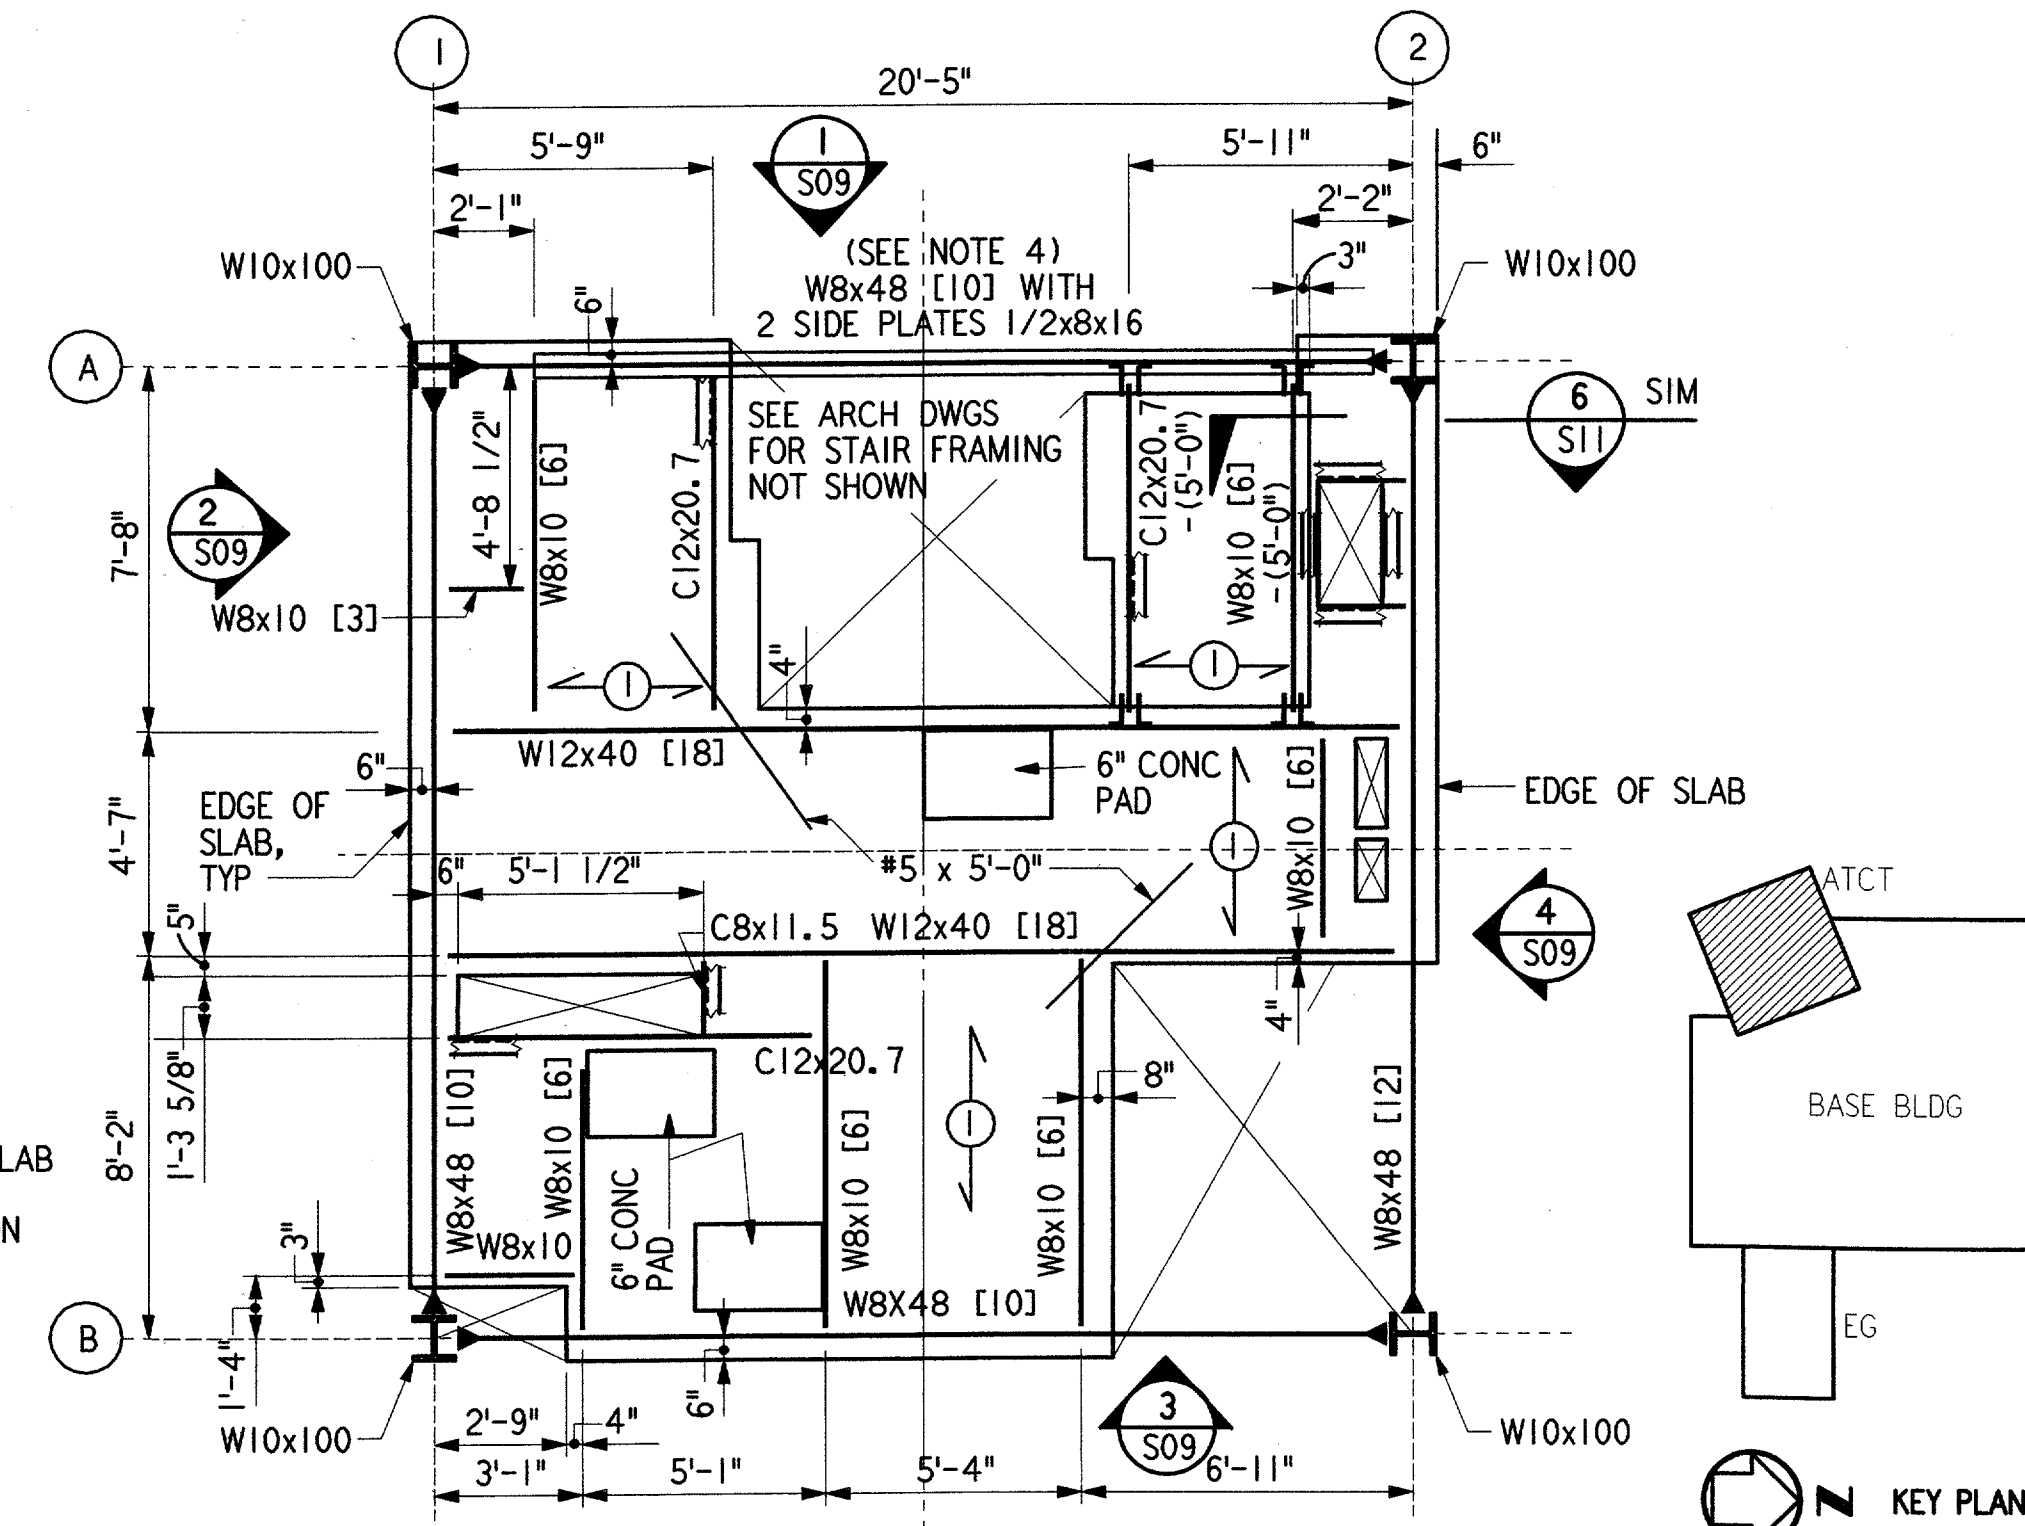 1
2
20'-5"
5'-9"
1
S09
5'-11"
6"
2'-1"
2'-2"
(SEE NOTE 4)
W8x48 [10] WITH
2 SIDE PLATES 1/2x8x16
3"
W10x100
W10x100
6"
A
SEE ARCH DWGS
FOR STAIR FRAMING
NOT SHOWN
6
S11
SIM
4'-8 1/2"
W8x10 [6]
C12x20.7
C12x20.7
-(5'-0")
W8x10 [6]
-(5'-0")
2
S09
7'-8"
W8x10 [3]
1
1
4"
W12x40 [18]
6" CONC
PAD
W8x10 [6]
6"
EDGE OF
SLAB,
TYP
EDGE OF SLAB
4'-7"
1
#5 x 5'-0"
6"
5'-1 1/2"
5"
C8x11.5
W12x40 [18]
4
S09
ATCT
4"
C12x20.7
8"
1'-3 5/8"
8'-2"
W8x48 [10]
W8x10 [6]
6" CONC
PAD
W8x10 [6]
1
W8x10 [6]
W8x48 [12]
BASE BLDG
LAB
N
3"
W8x10
W8X48 [10]
B
EG
1'-4"
6"
3
S09
W10x100
2'-9"
4"
W10x100
3'-1"
5'-1"
5'-4"
6'-11"
N
KEY PLAN